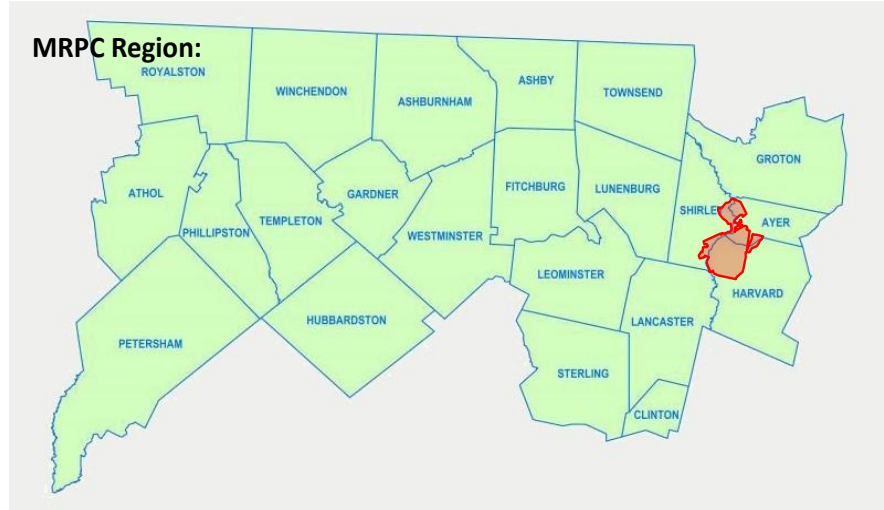 MRPC Region:
ROYALSTON
WINCHENDON
ASHBURNHAM
ASHBY
TOWNSEND
GROTON
ATHOL
PHILLIPSTON
TEMPLETON
GARDNER
WESTMINSTER
FITCHBURG
LUNENBURG
SHIRLEY
AYER
PETERSHAM
HUBBARDSTON
LEOMINSTER
LANCASTER
HARVARD
STERLING
CLINTON